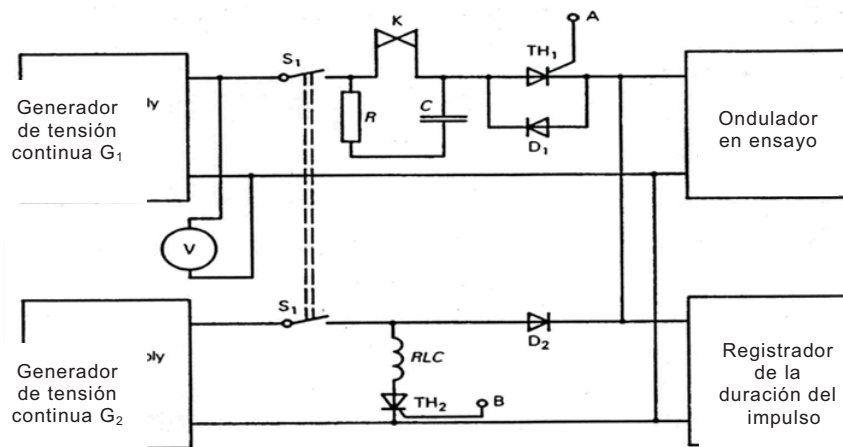 K
A
S₁
TH₁
Generador
de tensión
continua G₁
R
C
D₁
Ondulador
en ensayo
V
S₁
D₂
RLC
Generador
de tensión
continua G₂
TH₂
B
Registrador
de la
duración del
impulso